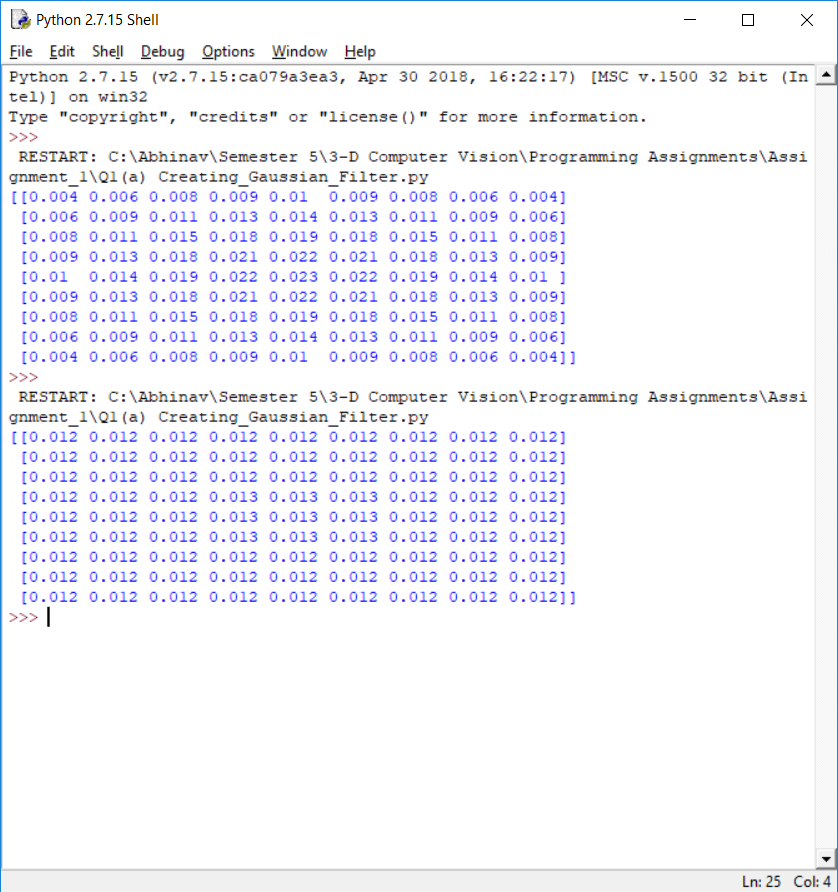 Python 2.7.15 Shell
File Edit Shell Debug Options Window Help
Python 2.7.15 (v2.7.15:ca079a3ea3, Apr 30 2018, 16:22:17) [MSC v.1500 32 bit (In
tel)] on win32
Type "copyright", "credits" or "license()" for more information.
>>>
 RESTART: C:\Abhinav\Semester 5\3-D Computer Vision\Programming Assignments\Assi
gnment_1\Q1(a) Creating_Gaussian_Filter.py
[[0.004 0.006 0.008 0.009 0.01  0.009 0.008 0.006 0.004]
 [0.006 0.009 0.011 0.013 0.014 0.013 0.011 0.009 0.006]
 [0.008 0.011 0.015 0.018 0.019 0.018 0.015 0.011 0.008]
 [0.009 0.013 0.018 0.021 0.022 0.021 0.018 0.013 0.009]
 [0.01  0.014 0.019 0.022 0.023 0.022 0.019 0.014 0.01 ]
 [0.009 0.013 0.018 0.021 0.022 0.021 0.018 0.013 0.009]
 [0.008 0.011 0.015 0.018 0.019 0.018 0.015 0.011 0.008]
 [0.006 0.009 0.011 0.013 0.014 0.013 0.011 0.009 0.006]
 [0.004 0.006 0.008 0.009 0.01  0.009 0.008 0.006 0.004]]
>>>
 RESTART: C:\Abhinav\Semester 5\3-D Computer Vision\Programming Assignments\Assi
gnment_1\Q1(a) Creating_Gaussian_Filter.py
[[0.012 0.012 0.012 0.012 0.012 0.012 0.012 0.012 0.012]
 [0.012 0.012 0.012 0.012 0.012 0.012 0.012 0.012 0.012]
 [0.012 0.012 0.012 0.012 0.012 0.012 0.012 0.012 0.012]
 [0.012 0.012 0.012 0.013 0.013 0.013 0.012 0.012 0.012]
 [0.012 0.012 0.012 0.013 0.013 0.013 0.012 0.012 0.012]
 [0.012 0.012 0.012 0.013 0.013 0.013 0.012 0.012 0.012]
 [0.012 0.012 0.012 0.012 0.012 0.012 0.012 0.012 0.012]
 [0.012 0.012 0.012 0.012 0.012 0.012 0.012 0.012 0.012]
 [0.012 0.012 0.012 0.012 0.012 0.012 0.012 0.012 0.012]]
>>>
Ln: 25 Col: 4